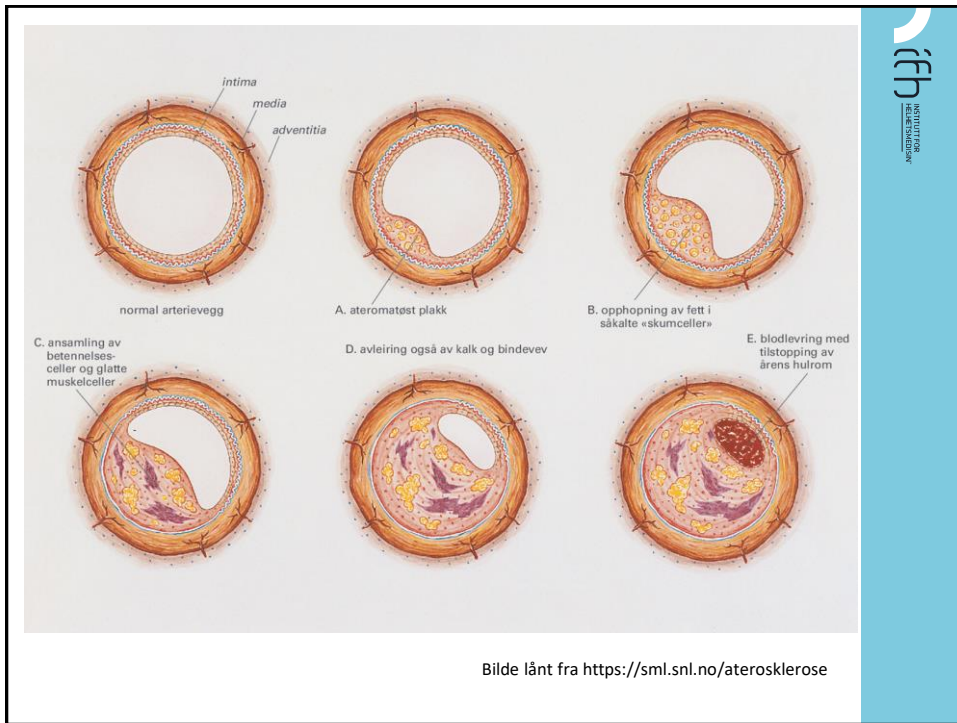 intima
media
adventitia
normal arterievegg
A. ateromatøst plakk
B. opphopning av fett i
såkalte «skumceller»
C. ansamling av
betennelses-
celler og glatte
muskelceller
D. avleiring også av kalk og bindevev
E. blodlevring med
tilstopping av
årens hulrom
Bilde lånt fra https://sml.snl.no/aterosklerose
ifh
INSTITUTT FOR
HELHETSMEDISIN